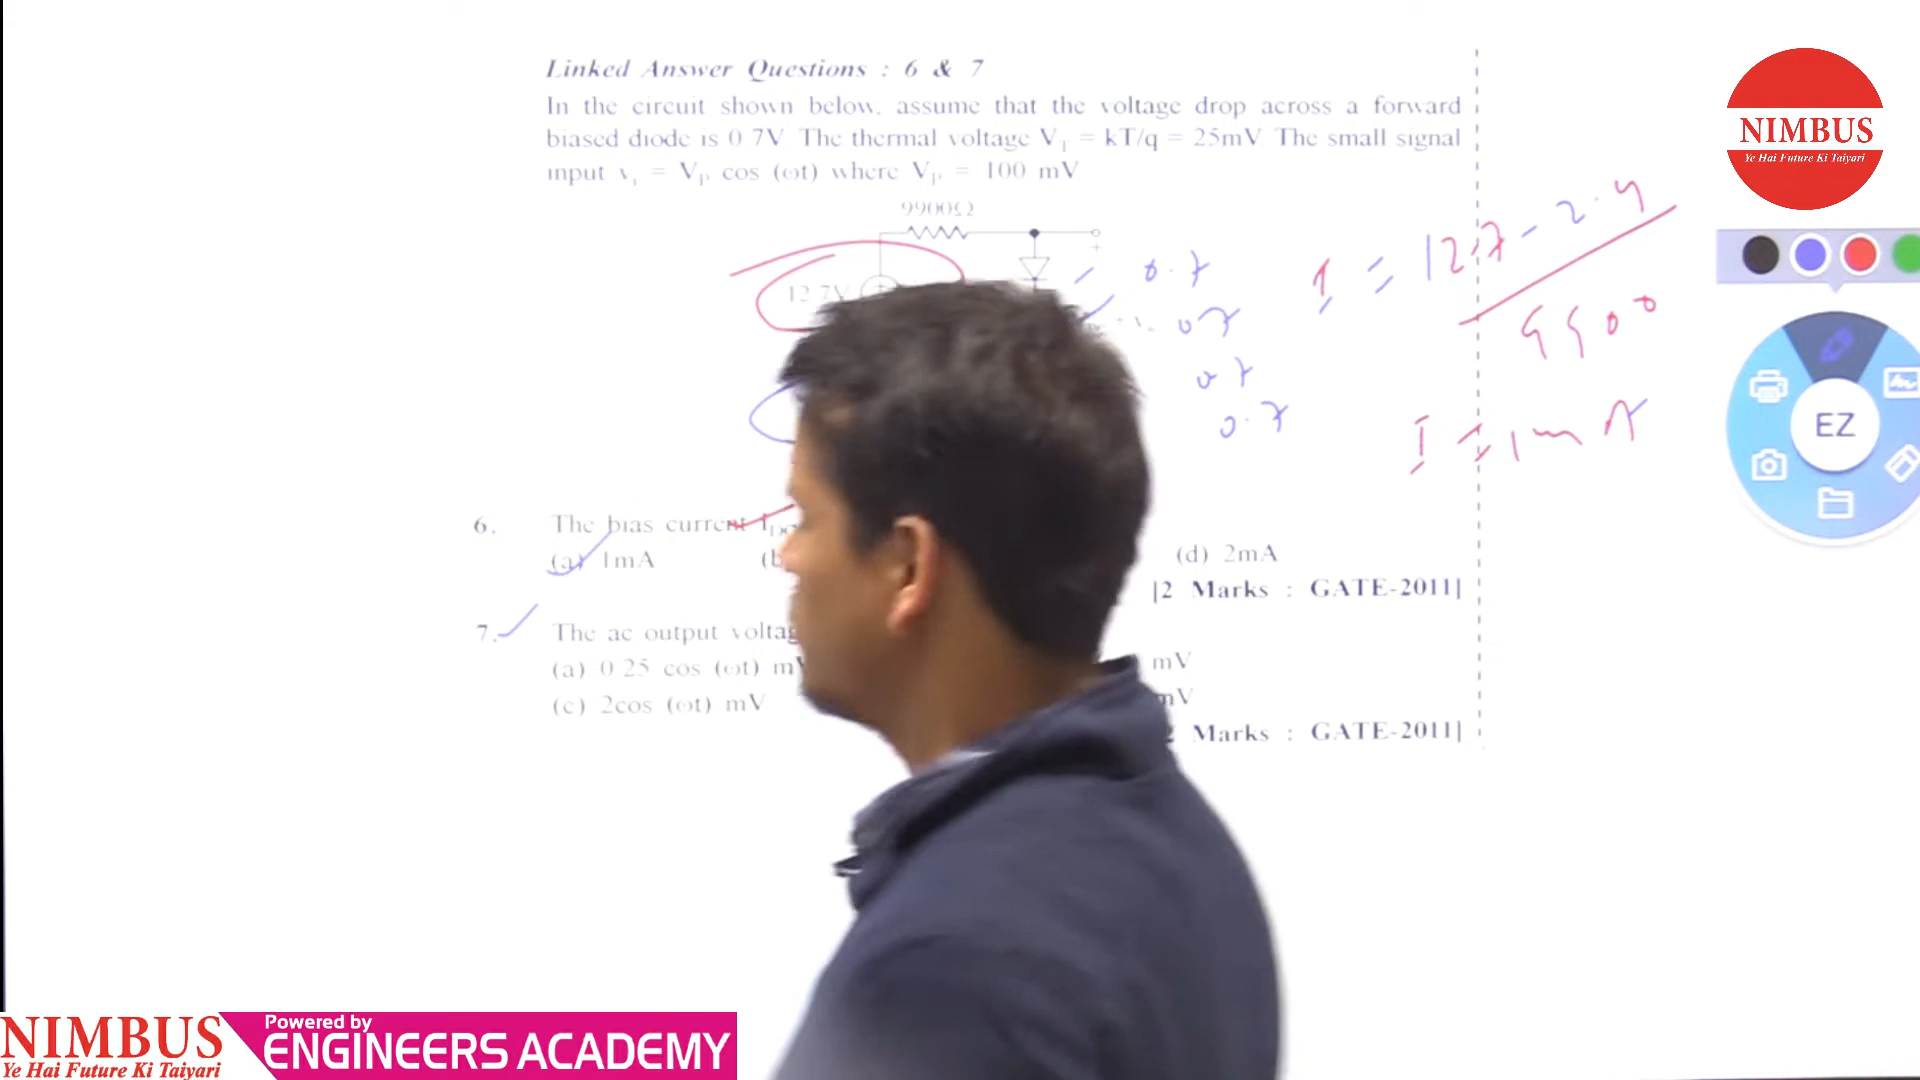 Linked Answer Questions : 6 & 7
In the circuit shown below, assume that the voltage drop across a forward
biased diode is 0 7V The thermal voltage V_T = kT/q = 25mV The small signal
input v_i = V_P cos (ωt) where V_P = 100 mV
9900Ω
12.7V
+
0.7
0.7
0.7
0.7
I = 12.7 - 2.4
9900
I = 1mA
6. The bias current I_DC
(a) 1mA (b (d) 2mA
[2 Marks : GATE-2011]
7. The ac output voltag
(a) 0 25 cos (ωt) mV mV
(c) 2cos (ωt) mV mV
2 Marks : GATE-2011]
NIMBUS
Ye Hai Future Ki Taiyari
EZ
NIMBUS
Ye Hai Future Ki Taiyari
Powered by
ENGINEERS ACADEMY